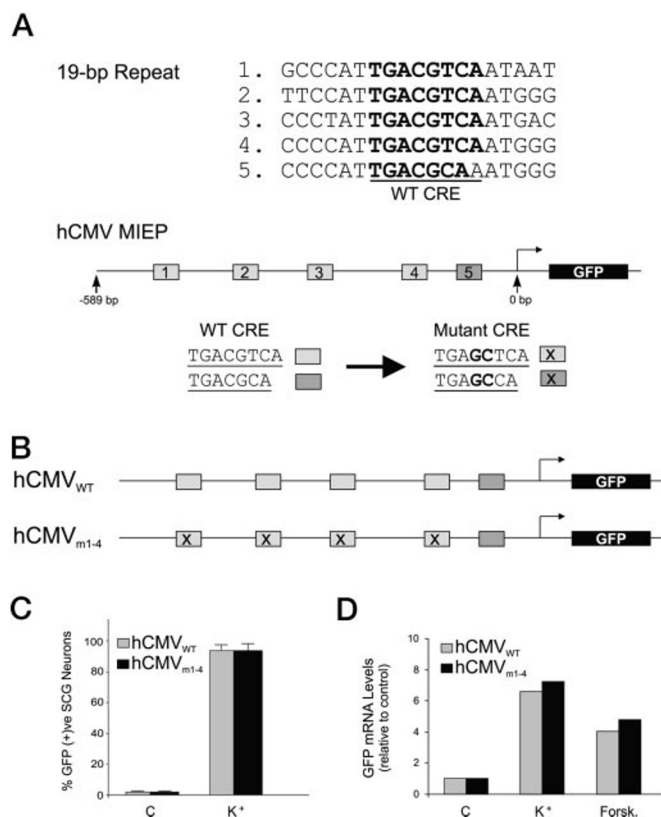 A
19-bp Repeat
1. GCCCATTGACGTCAATAAT
2. TTCCATTGACGTCAATGGG
3. CCCTATTGACGTCAATGAC
4. CCCCATTGACGTCAATGGG
5. CCCCATTGACGCAAATGGG
WT CRE
hCMV MIEP
1 2 3 4 5 GFP
-589 bp 0 bp
WT CRE Mutant CRE
TGACGTCA TGAGCTCA X
TGACGCA TGAGCCA X
B
hCMVWT GFP
hCMVm1-4 X X X X GFP
C
% GFP (+)ve SCG Neurons
100
80
60
40
20
0
hCMVWT
hCMVm1-4
C K+
D
GFP mRNA Levels
(relative to control)
10
8
6
4
2
0
hCMVWT
hCMVm1-4
C K+ Forsk.